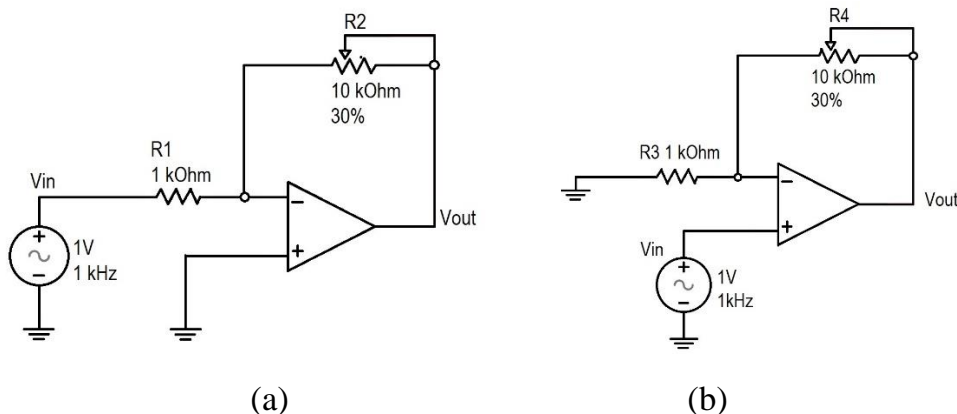 R2
10 kOhm
30%
R1
1 kOhm
Vin
−
+
Vout
+
−
1V
1 kHz
(a)
R4
10 kOhm
30%
R3 1 kOhm
−
+
Vout
Vin
+
−
1V
1kHz
(b)